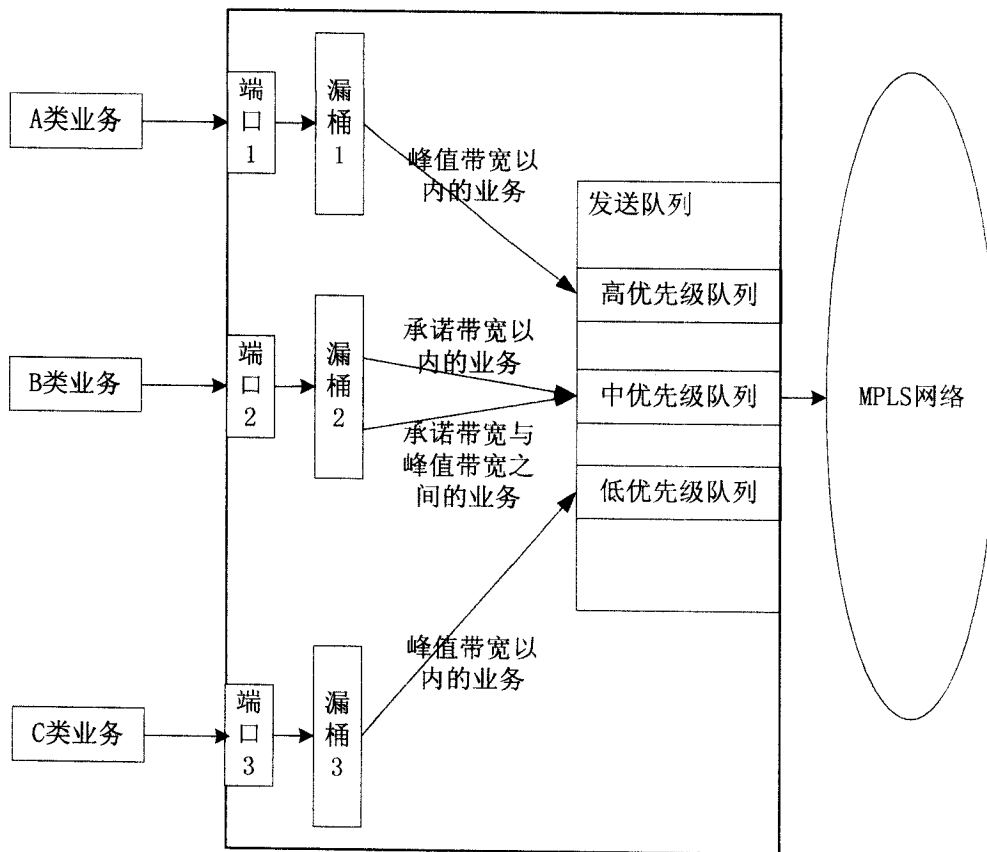 A类业务
端口1
漏桶1
峰值带宽以
内的业务
发送队列
高优先级队列
B类业务
端口2
漏桶2
承诺带宽以
内的业务
中优先级队列
MPLS网络
承诺带宽与
峰值带宽之
间的业务
低优先级队列
C类业务
端口3
漏桶3
峰值带宽以
内的业务